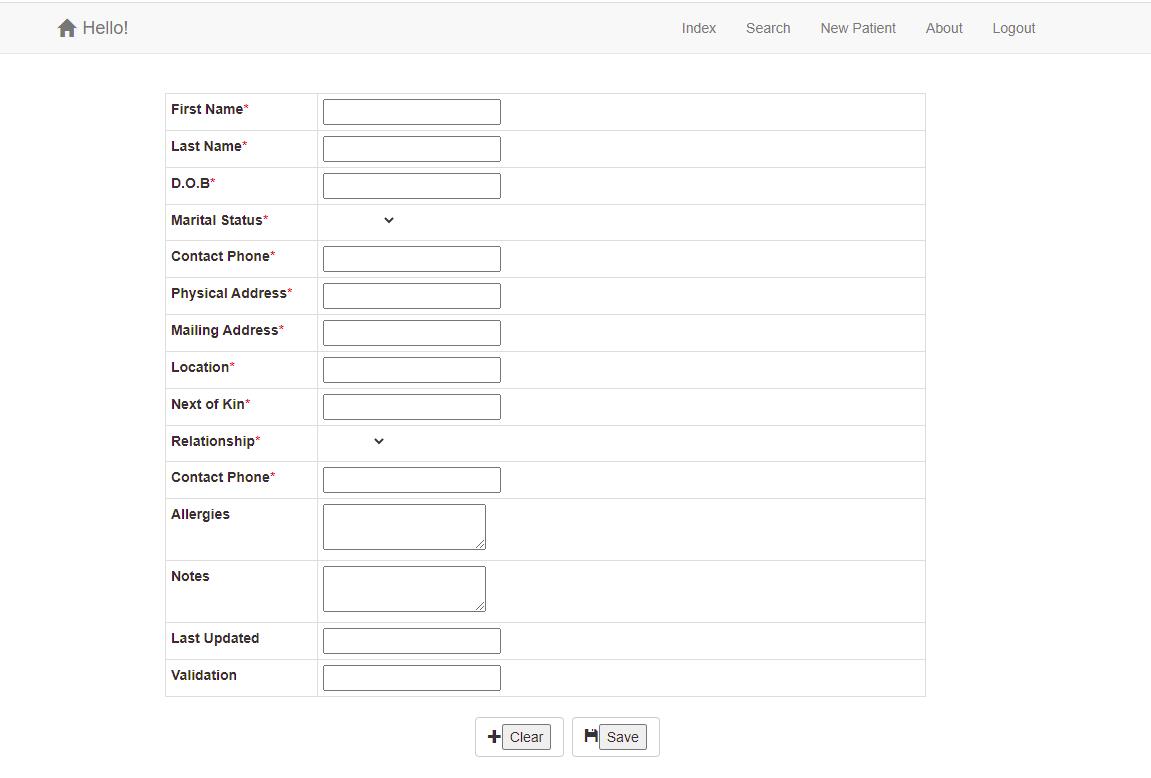 Hello! Index Search New Patient About Logout
First Name*
Last Name*
D.O.B*
Marital Status*
Contact Phone*
Physical Address*
Mailing Address*
Location*
Next of Kin*
Relationship*
Contact Phone*
Allergies
Notes
Last Updated
Validation
Clear Save